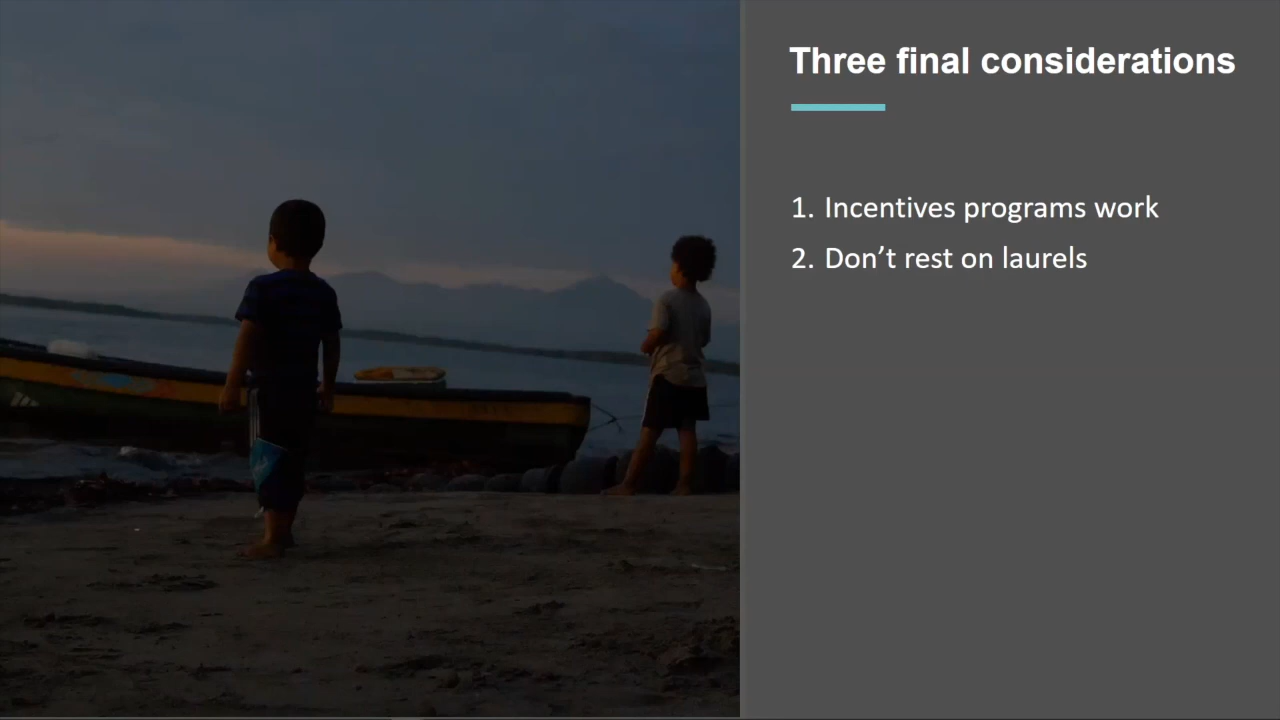 Three final considerations
1. Incentives programs work
2. Don’t rest on laurels